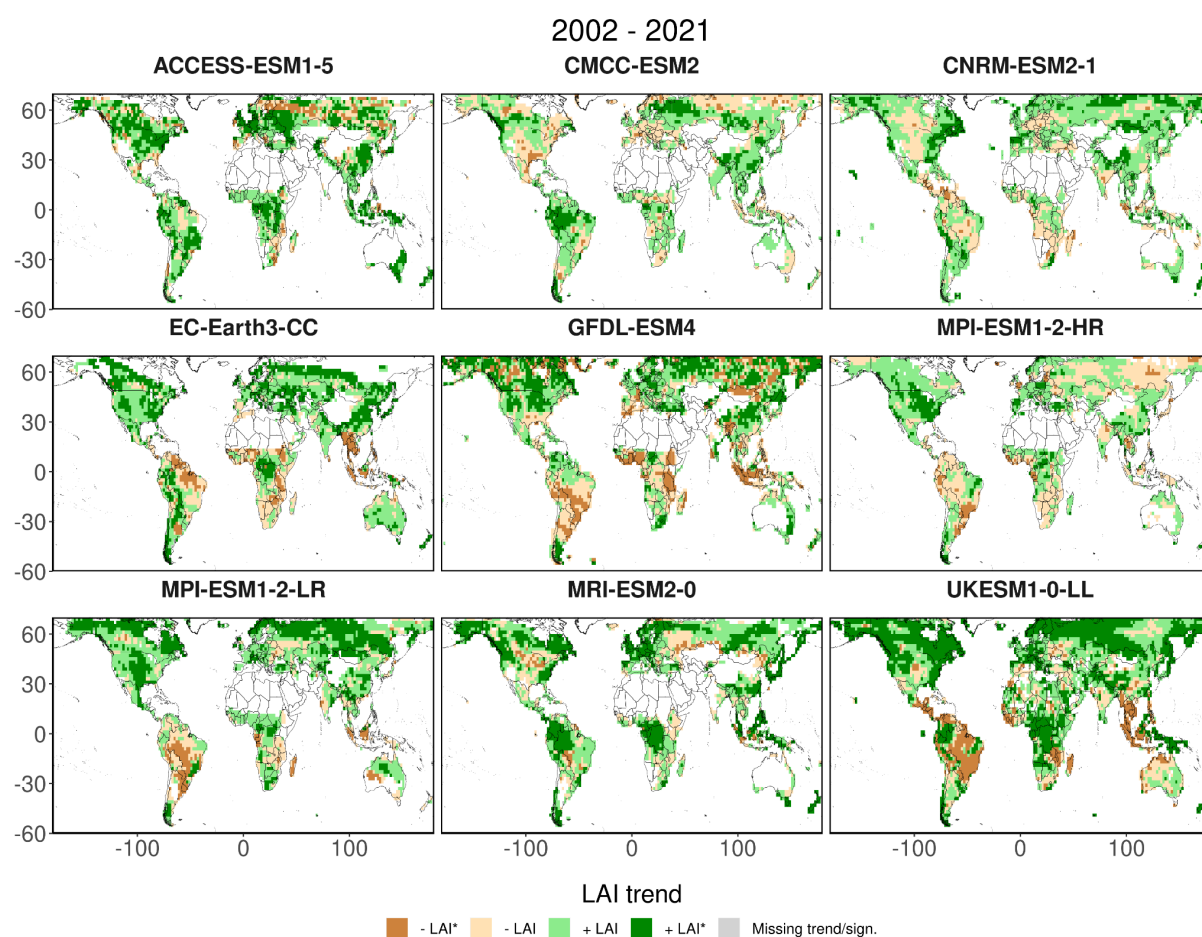 2002 - 2021
ACCESS-ESM1-5 CMCC-ESM2 CNRM-ESM2-1
60
30
0
-30
-60
EC-Earth3-CC GFDL-ESM4 MPI-ESM1-2-HR
60
30
0
-30
-60
MPI-ESM1-2-LR MRI-ESM2-0 UKESM1-0-LL
60
30
0
-30
-60
-100 0 100 -100 0 100 -100 0 100
LAI trend
- LAI* - LAI + LAI + LAI* Missing trend/sign.